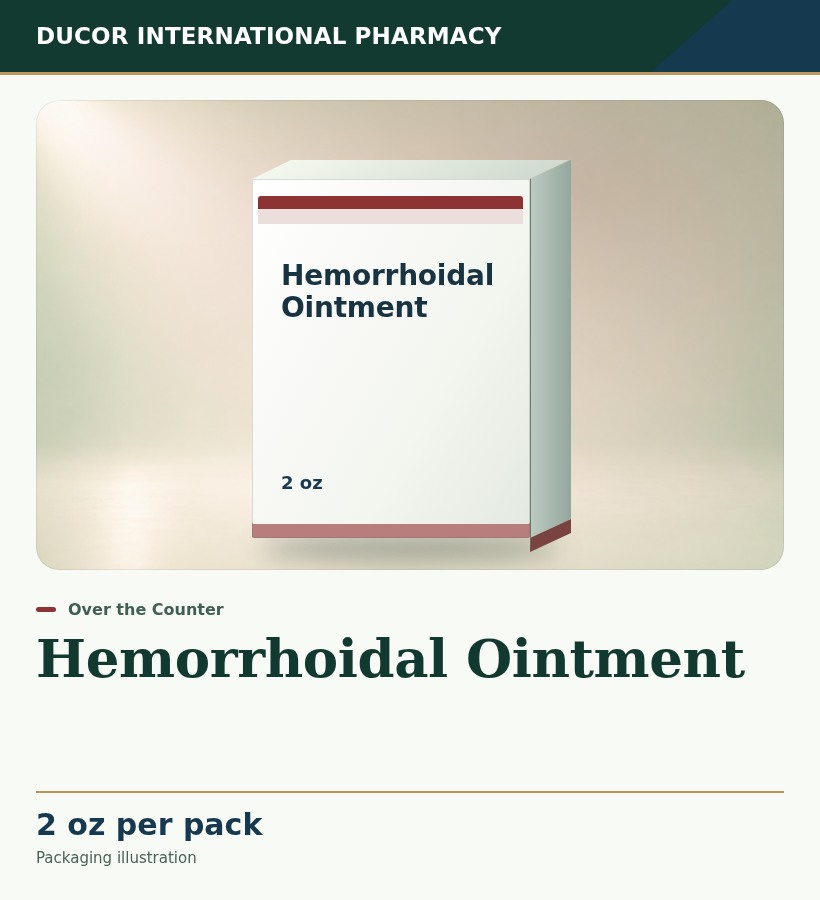 DUCOR INTERNATIONAL PHARMACY
Hemorrhoidal
Ointment
2 oz
Over the Counter
Hemorrhoidal Ointment
2 oz per pack
Packaging illustration